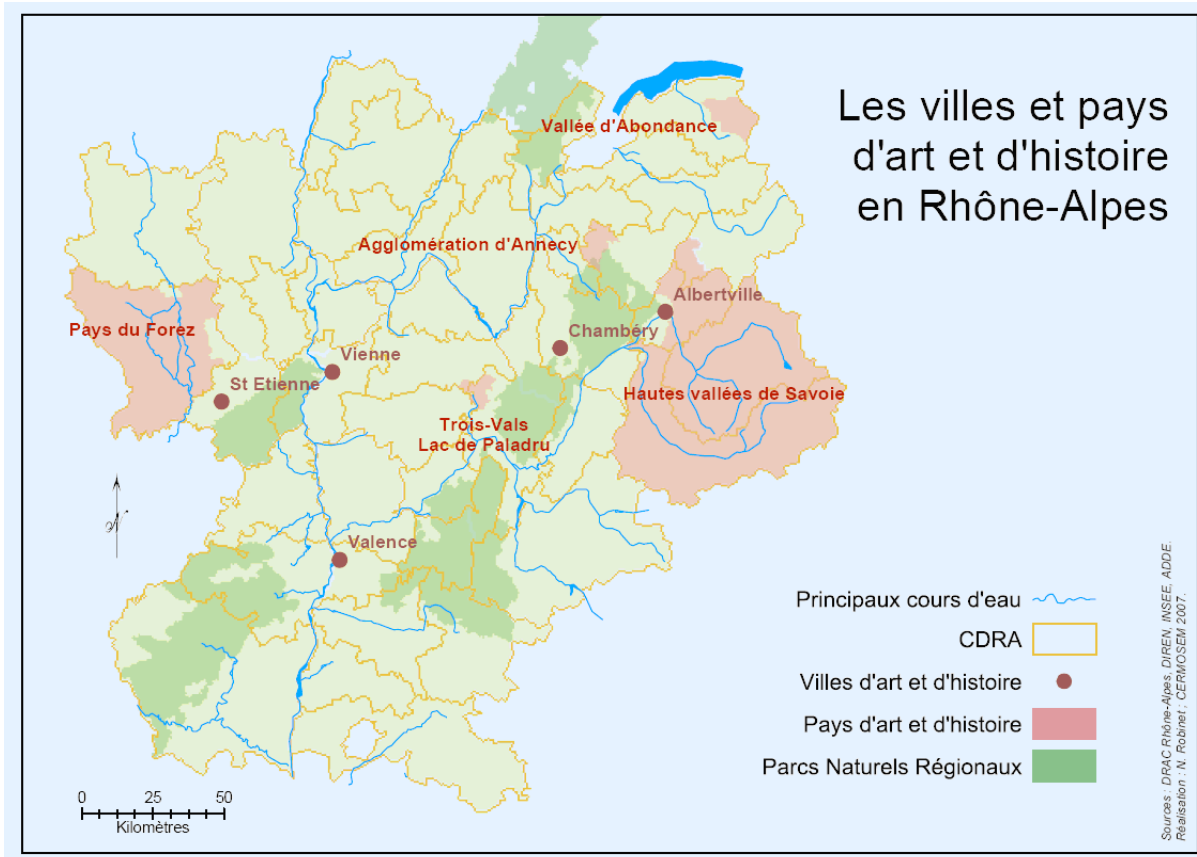 Les villes et pays
d'art et d'histoire
en Rhône-Alpes
Vallée d'Abondance
Agglomération d'Annecy
Albertville
Pays du Forez
Chambéry
Vienne
St Etienne
Hautes vallées de Savoie
Trois-Vals
Lac de Paladru
N
Valence
Principaux cours d'eau
CDRA
Villes d'art et d'histoire
Pays d'art et d'histoire
Parcs Naturels Régionaux
0 25 50
Kilomètres
Sources : DRAC Rhône-Alpes, DIREN, INSEE, ADDE.
Réalisation : N. Robinet ; CERMOSEM 2007.